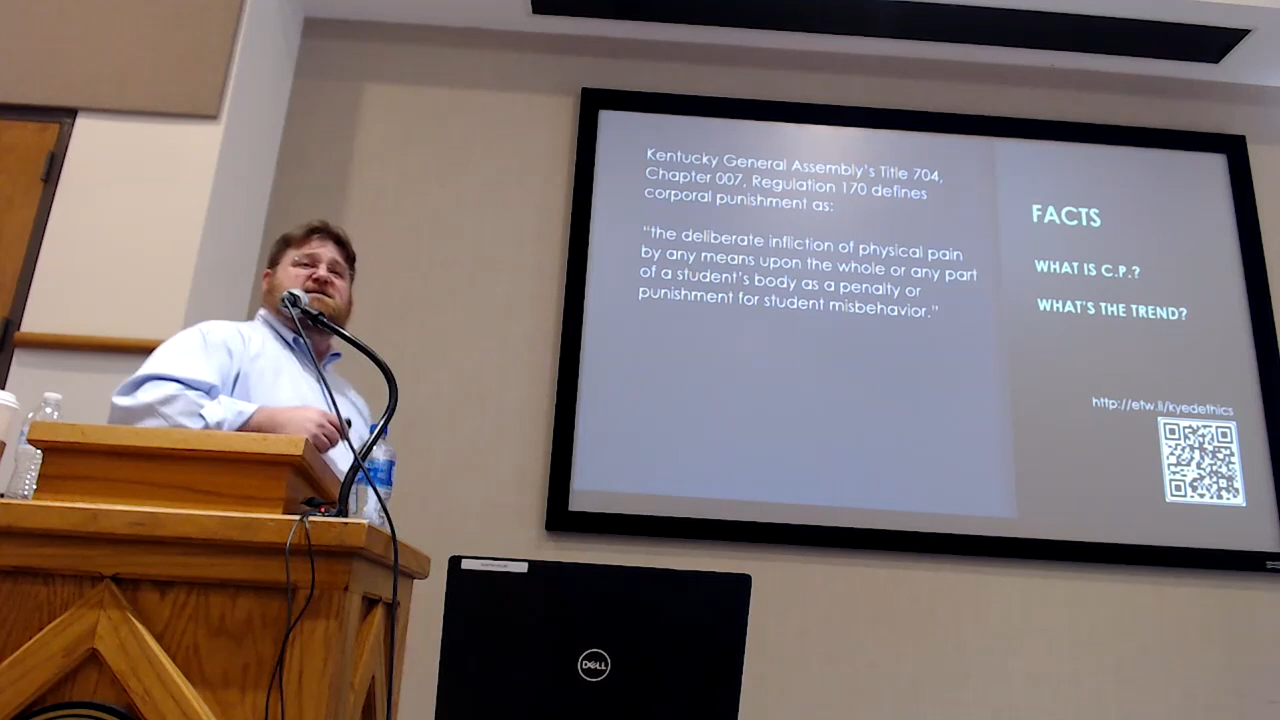 Kentucky General Assembly's Title 704,
Chapter 007, Regulation 170 defines
corporal punishment as:
"the deliberate infliction of physical pain
by any means upon the whole or any part
of a student's body as a penalty or
punishment for student misbehavior."
FACTS
WHAT IS C.P.?
WHAT'S THE TREND?
http://etw.li/kyedethics
DELL